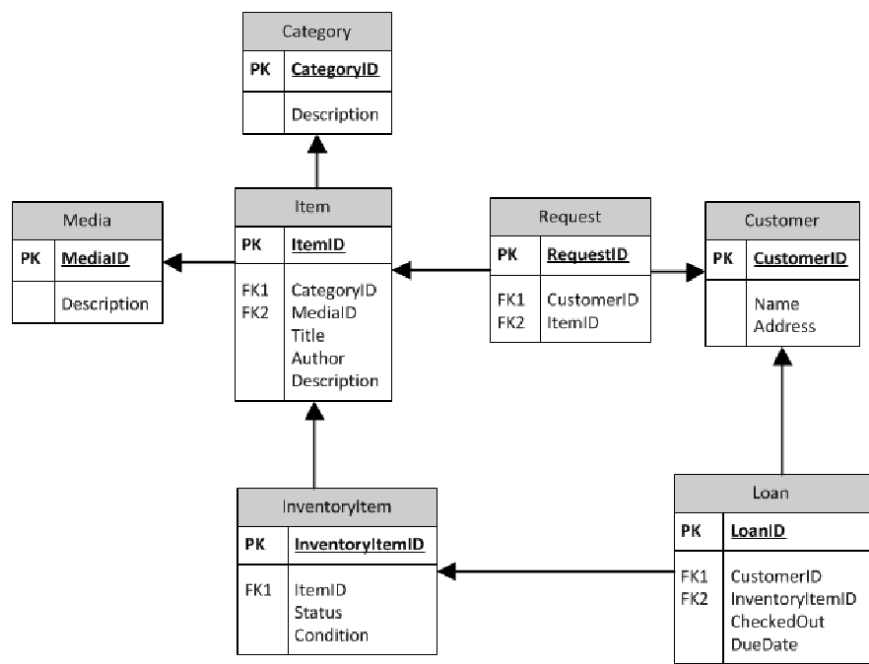 Category
PK CategoryID
Description
Media
PK MediaID
Description
Item
PK ItemID
FK1 CategoryID
FK2 MediaID
Title
Author
Description
Request
PK RequestID
FK1 CustomerID
FK2 ItemID
Customer
PK CustomerID
Name
Address
InventoryItem
PK InventoryItemID
FK1 ItemID
Status
Condition
Loan
PK LoanID
FK1 CustomerID
FK2 InventoryItemID
CheckedOut
DueDate